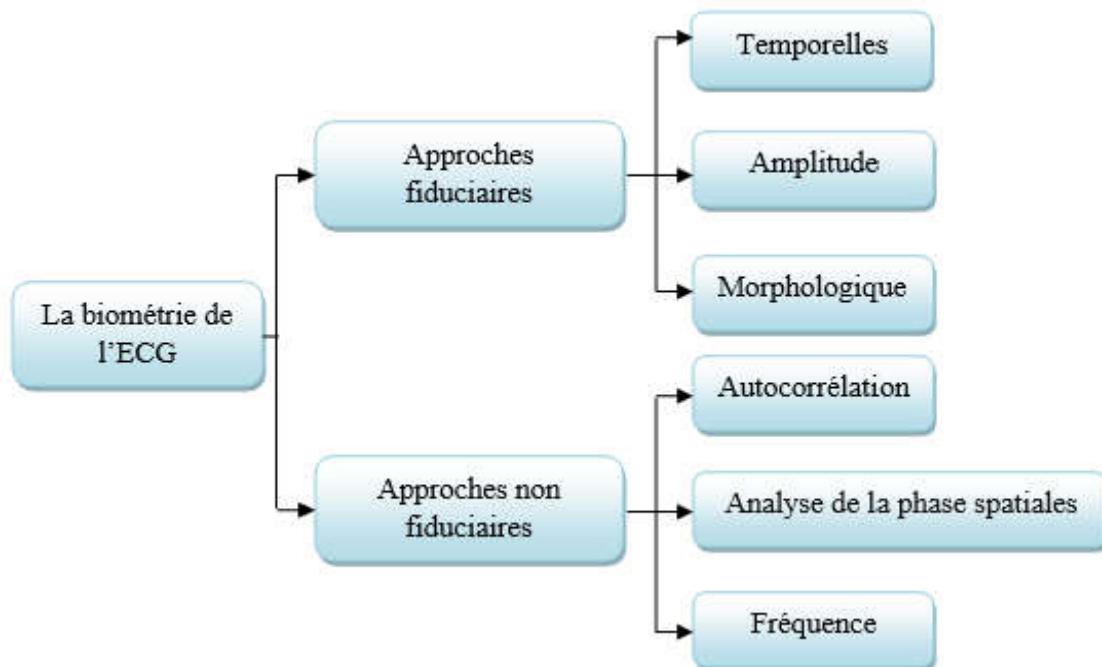 La biométrie de
l'ECG
Approches
fiduciaires
Temporelles
Amplitude
Morphologique
Approches non
fiduciaires
Autocorrélation
Analyse de la phase spatiales
Fréquence